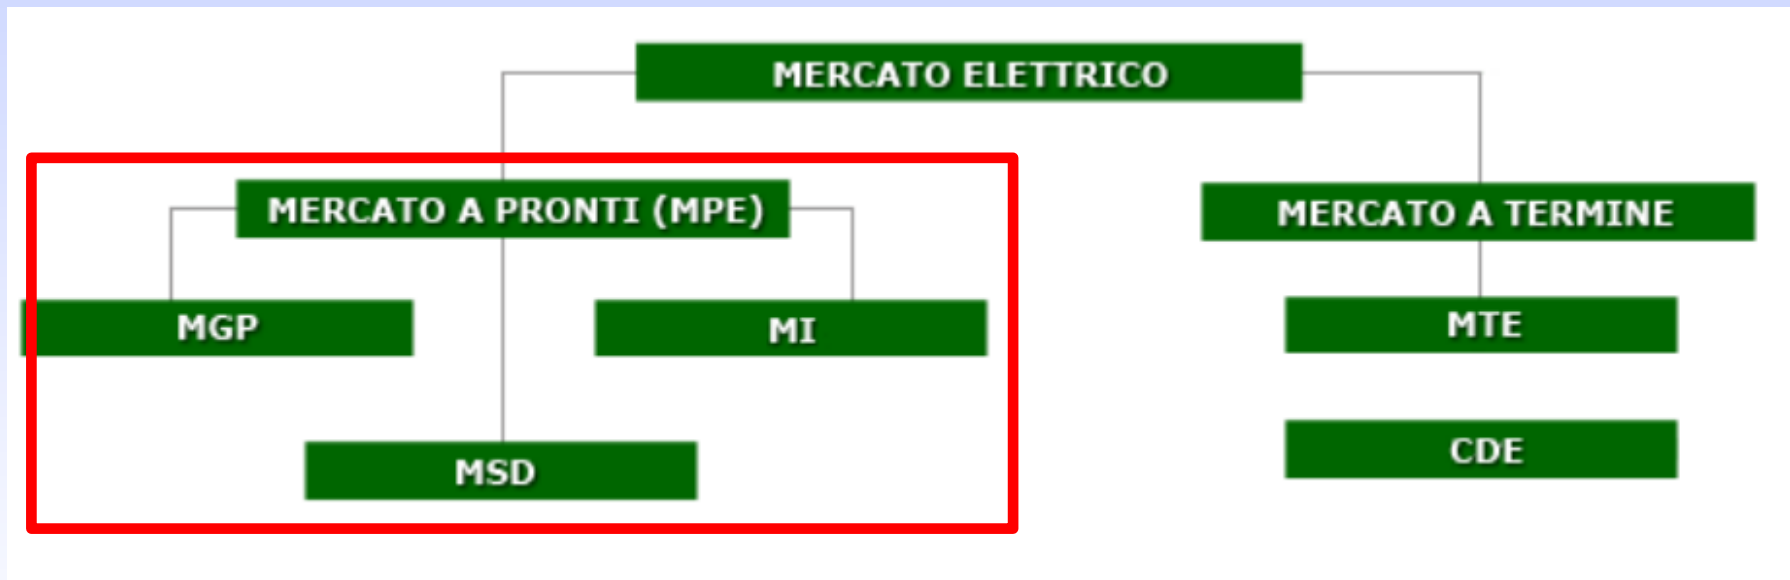 MERCATO ELETTRICO
MERCATO A PRONTI (MPE)
MERCATO A TERMINE
MGP
MI
MTE
MSD
CDE